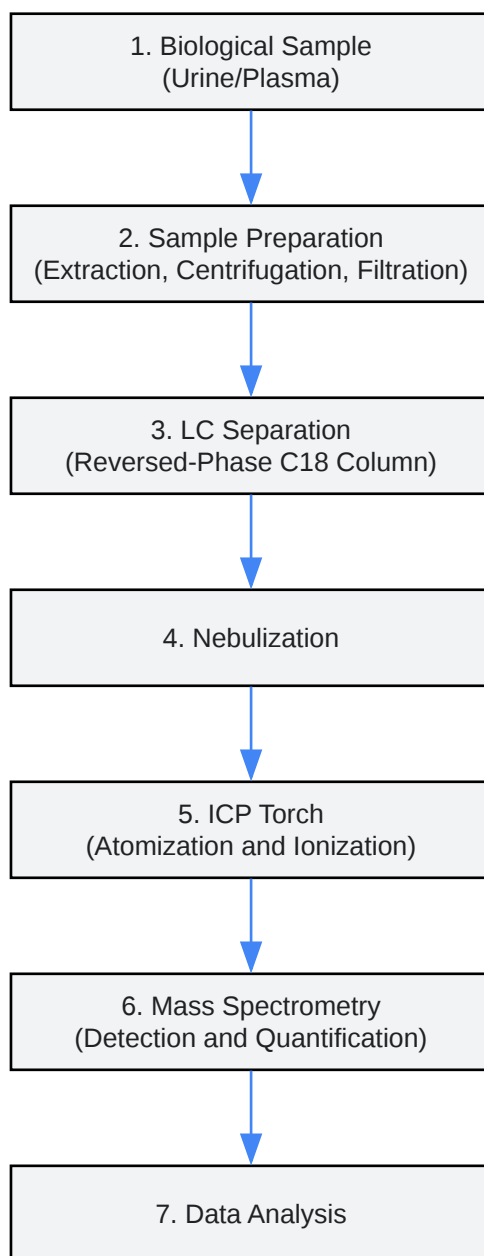 1. Biological Sample
(Urine/Plasma)
2. Sample Preparation
(Extraction, Centrifugation, Filtration)
3. LC Separation
(Reversed-Phase C18 Column)
4. Nebulization
5. ICP Torch
(Atomization and Ionization)
6. Mass Spectrometry
(Detection and Quantification)
7. Data Analysis